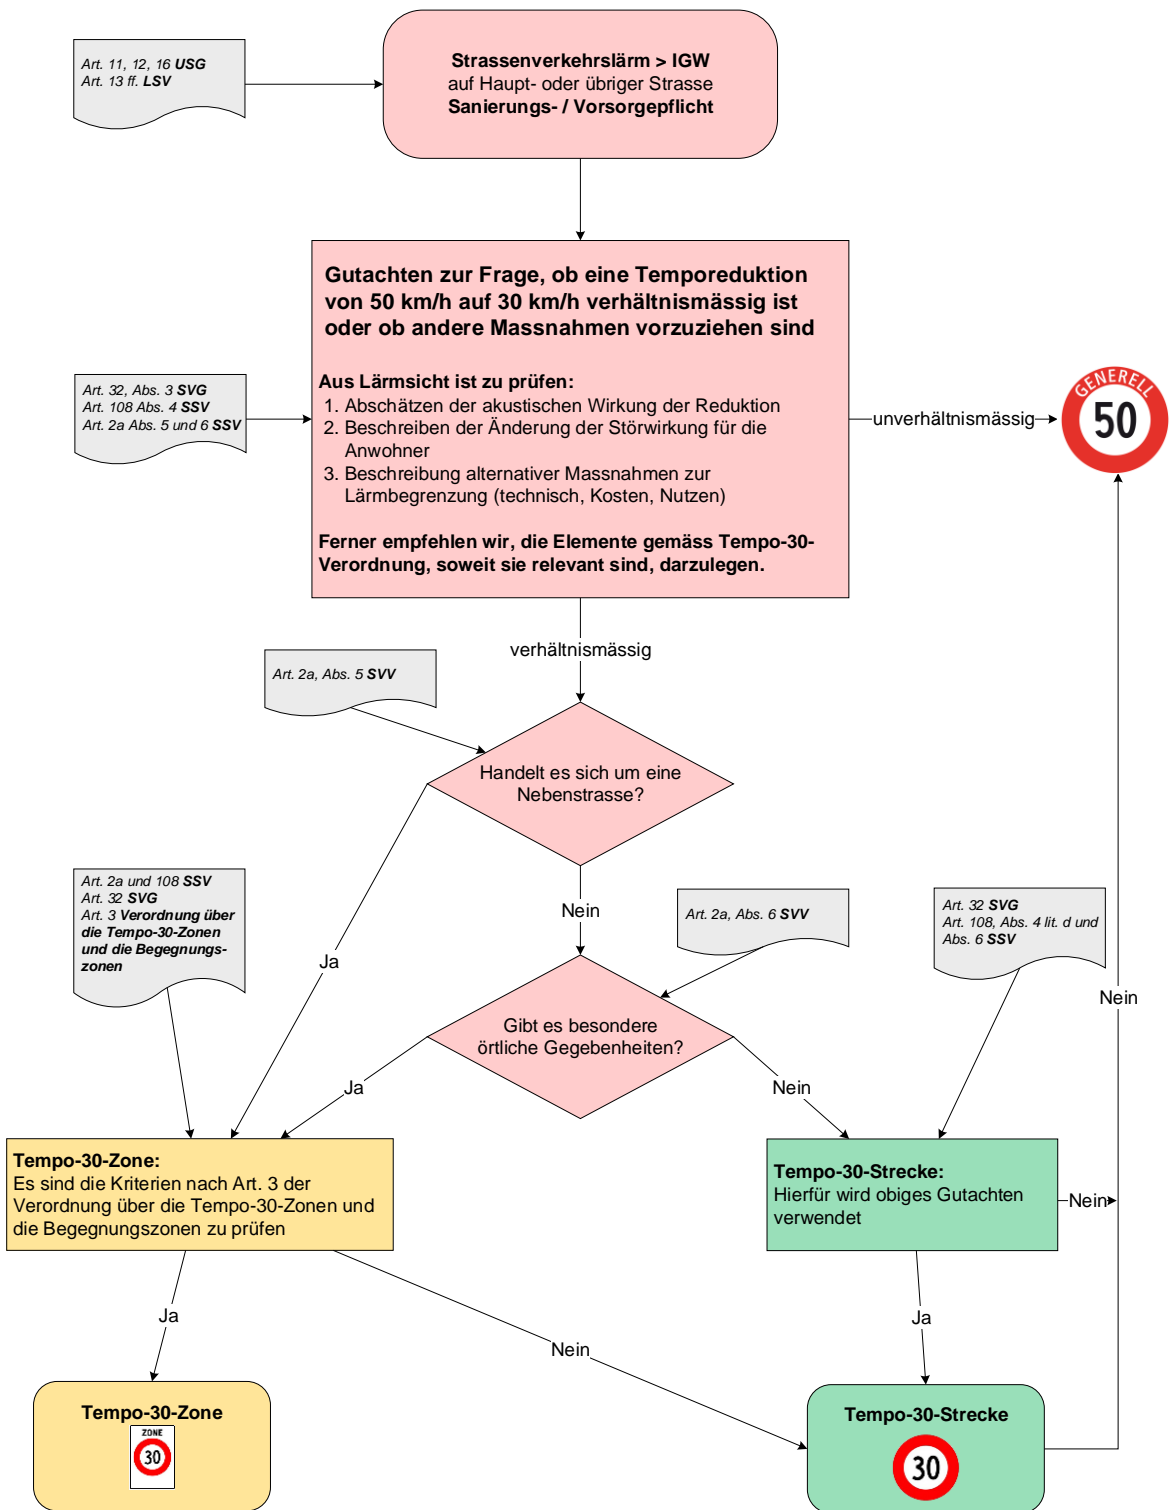 Art. 11, 12, 16 USG
Art. 13 ff. LSV
Strassenverkehrslärm > IGW
auf Haupt- oder übriger Strasse
Sanierungs- / Vorsorgepflicht
Gutachten zur Frage, ob eine Temporeduktion
von 50 km/h auf 30 km/h verhältnismässig ist
oder ob andere Massnahmen vorzuziehen sind
Aus Lärmsicht ist zu prüfen:
1. Abschätzen der akustischen Wirkung der Reduktion
2. Beschreiben der Änderung der Störwirkung für die
Anwohner
3. Beschreibung alternativer Massnahmen zur
Lärmbegrenzung (technisch, Kosten, Nutzen)
Ferner empfehlen wir, die Elemente gemäss Tempo-30-
Verordnung, soweit sie relevant sind, darzulegen.
Art. 32, Abs. 3 SVG
Art. 108 Abs. 4 SSV
Art. 2a Abs. 5 und 6 SSV
unverhältnismässig
GENERELL
50
verhältnismässig
Art. 2a, Abs. 5 SVV
Handelt es sich um eine
Nebenstrasse?
Art. 2a und 108 SSV
Art. 32 SVG
Art. 3 Verordnung über
die Tempo-30-Zonen
und die Begegnungs-
zonen
Ja
Nein
Art. 2a, Abs. 6 SVV
Art. 32 SVG
Art. 108, Abs. 4 lit. d und
Abs. 6 SSV
Nein
Gibt es besondere
örtliche Gegebenheiten?
Ja
Nein
Tempo-30-Zone:
Es sind die Kriterien nach Art. 3 der
Verordnung über die Tempo-30-Zonen und
die Begegnungszonen zu prüfen
Tempo-30-Strecke:
Hierfür wird obiges Gutachten
verwendet
Nein
Ja
Nein
Ja
Tempo-30-Zone
ZONE
30
Tempo-30-Strecke
30